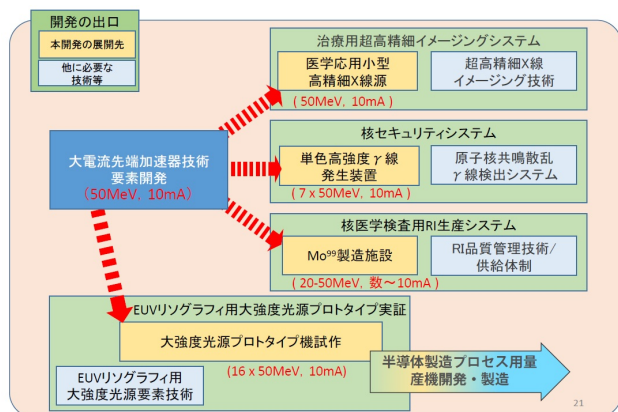 開発の出口
本開発の展開先
他に必要な
技術等
治療用超高精細イメージングシステム
医学応用小型
高精細X線源
超高精細X線
イメージング技術
(50MeV, 10mA)
核セキュリティシステム
大電流先端加速器技術
要素開発
(50MeV, 10mA)
単色高強度γ線
発生装置
原子核共鳴散乱
γ線検出システム
(7 x 50MeV, 10mA)
核医学検査用RI生産システム
Mo⁹⁹製造施設
RI品質管理技術/
供給体制
(20-50MeV, 数～10mA)
EUVリソグラフィ用大強度光源プロトタイプ実証
大強度光源プロトタイプ機試作
(16 x 50MeV, 10mA)
EUVリソグラフィ用
大強度光源要素技術
半導体製造プロセス用量
産機開発・製造
21